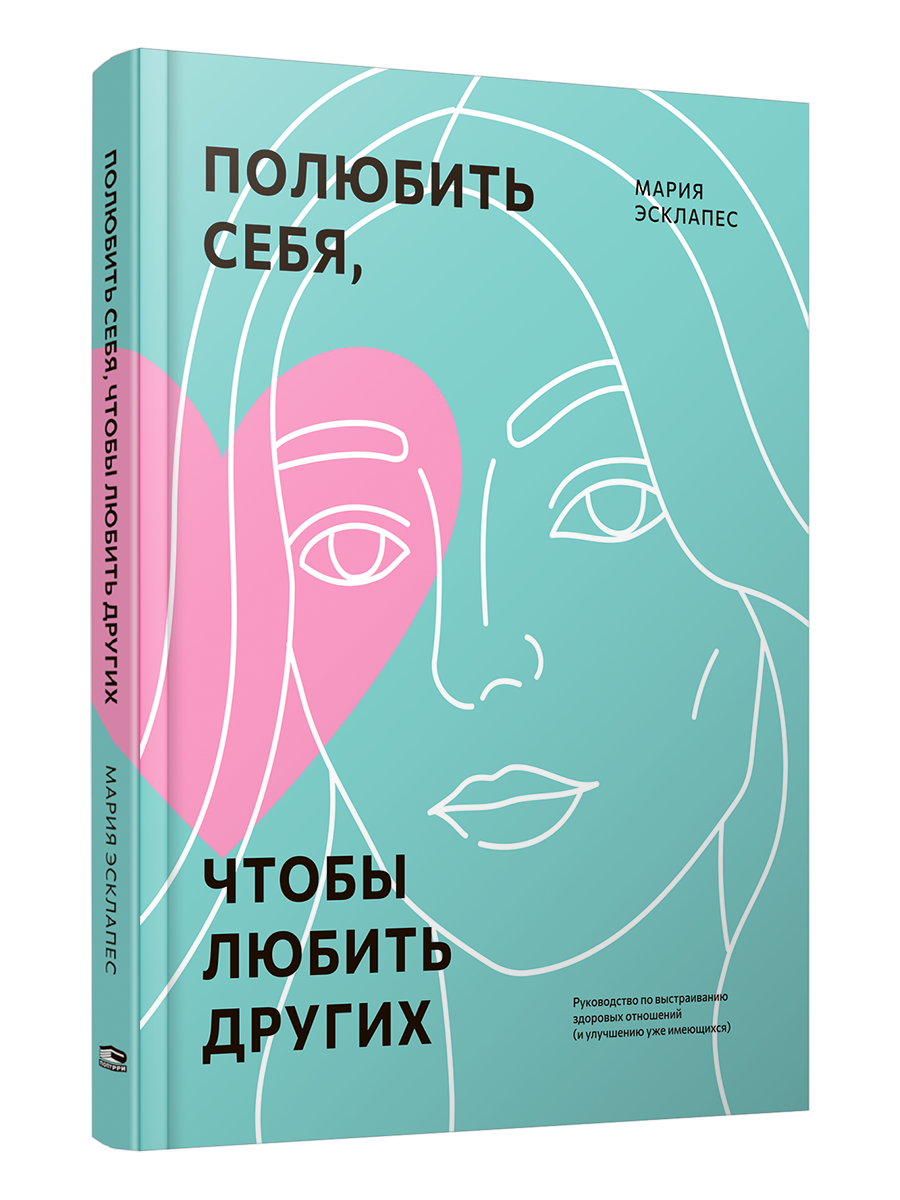 ПОЛЮБИТЬ
СЕБЯ,
МАРИЯ
ЭСКЛАПЕС
ЧТОБЫ
ЛЮБИТЬ
ДРУГИХ
Руководство по выстраиванию
здоровых отношений
(и улучшению уже имеющихся)
ПОЛЮБИТЬ СЕБЯ, ЧТОБЫ ЛЮБИТЬ ДРУГИХ
МАРИЯ ЭСКЛАПЕС
ПОПУРРИ